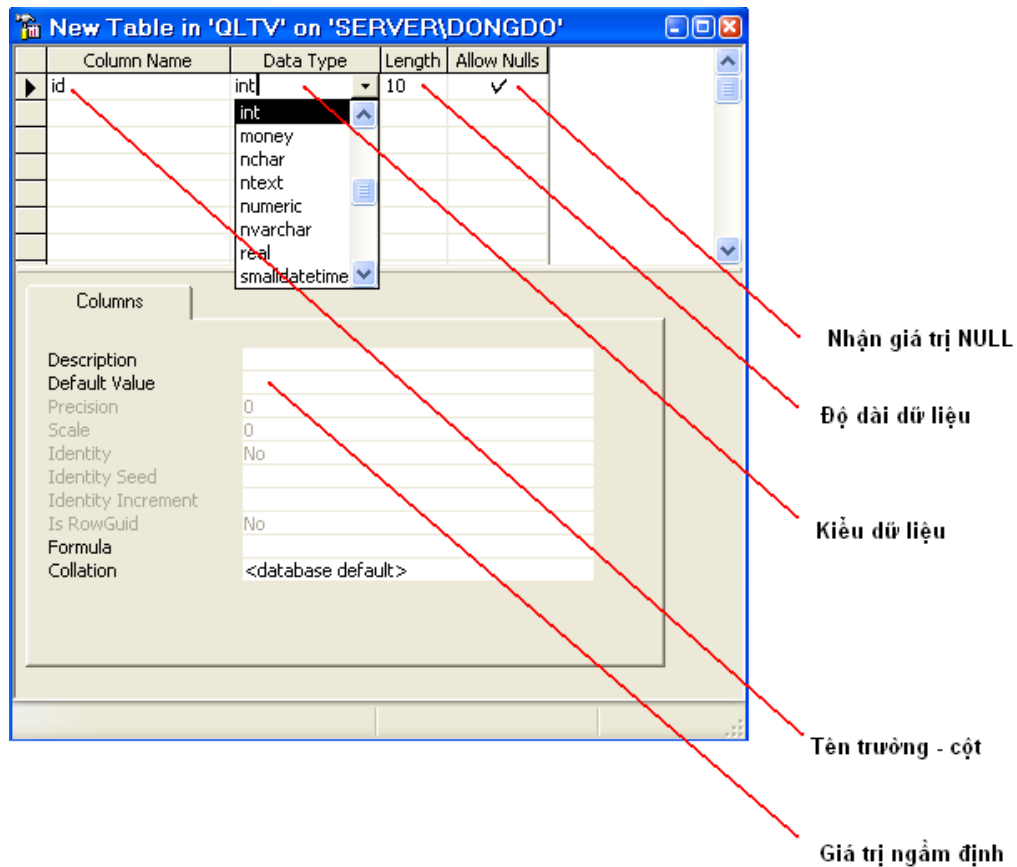 New Table in 'QLTV' on 'SERVER\DONGDO'
Column Name Data Type Length Allow Nulls
id int 10
int
money
nchar
ntext
numeric
nvarchar
real
smalldatetime
Columns
Description
Default Value
Precision 0
Scale 0
Identity No
Identity Seed
Identity Increment
Is RowGuid No
Formula
Collation <database default>
Nhận giá trị NULL
Độ dài dữ liệu
Kiểu dữ liệu
Tên trường - cột
Giá trị ngầm định